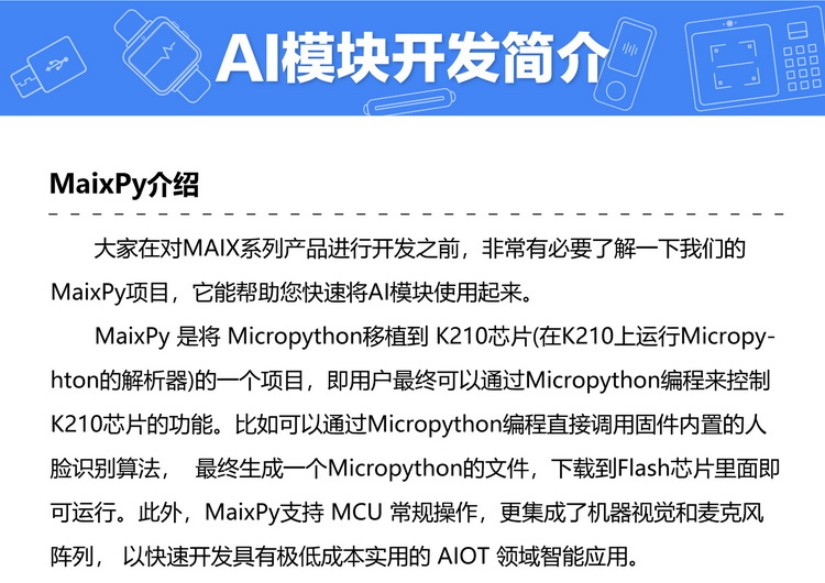 AI模块开发简介
MaixPy介绍
大家在对MAIX系列产品进行开发之前，非常有必要了解一下我们的
MaixPy项目，它能帮助您快速将AI模块使用起来。
MaixPy 是将 Micropython移植到 K210芯片(在K210上运行Micropy-
hton的解析器)的一个项目，即用户最终可以通过Micropython编程来控制
K210芯片的功能。比如可以通过Micropython编程直接调用固件内置的人
脸识别算法， 最终生成一个Micropython的文件，下载到Flash芯片里面即
可运行。此外，MaixPy支持 MCU 常规操作，更集成了机器视觉和麦克风
阵列， 以快速开发具有极低成本实用的 AIOT 领域智能应用。